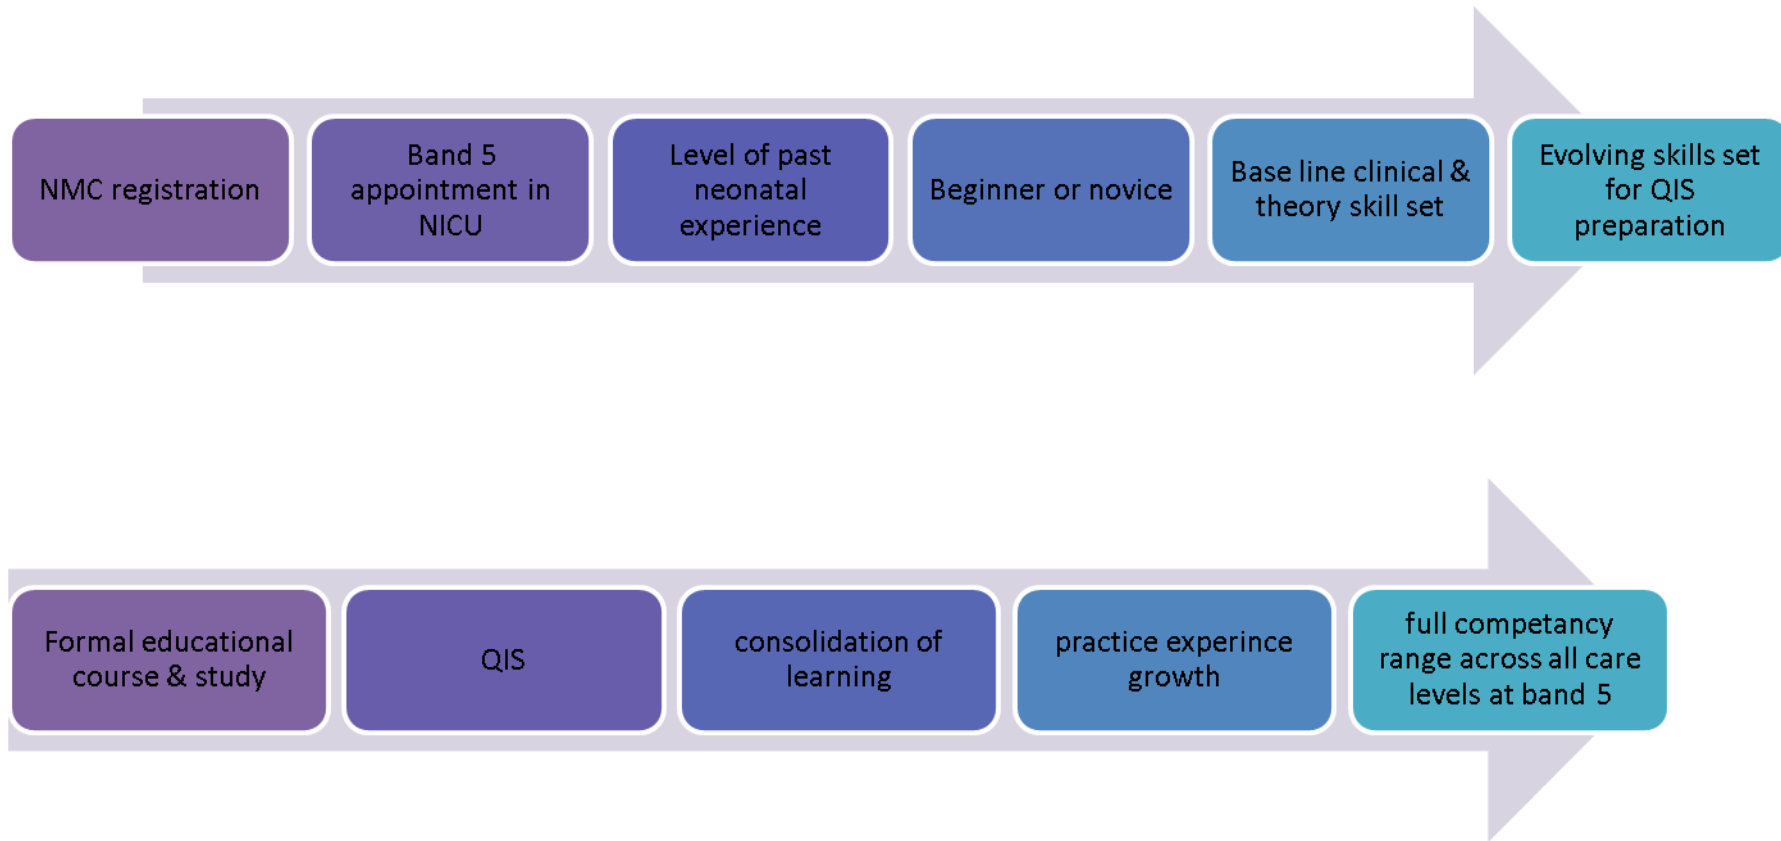 NMC registration
Band 5
appointment in
NICU
Level of past
neonatal
experience
Beginner or novice
Base line clinical &
theory skill set
Evolving skills set
for QIS
preparation
Formal educational
course & study
QIS
consolidation of
learning
practice experince
growth
full competancy
range across all care
levels at band 5